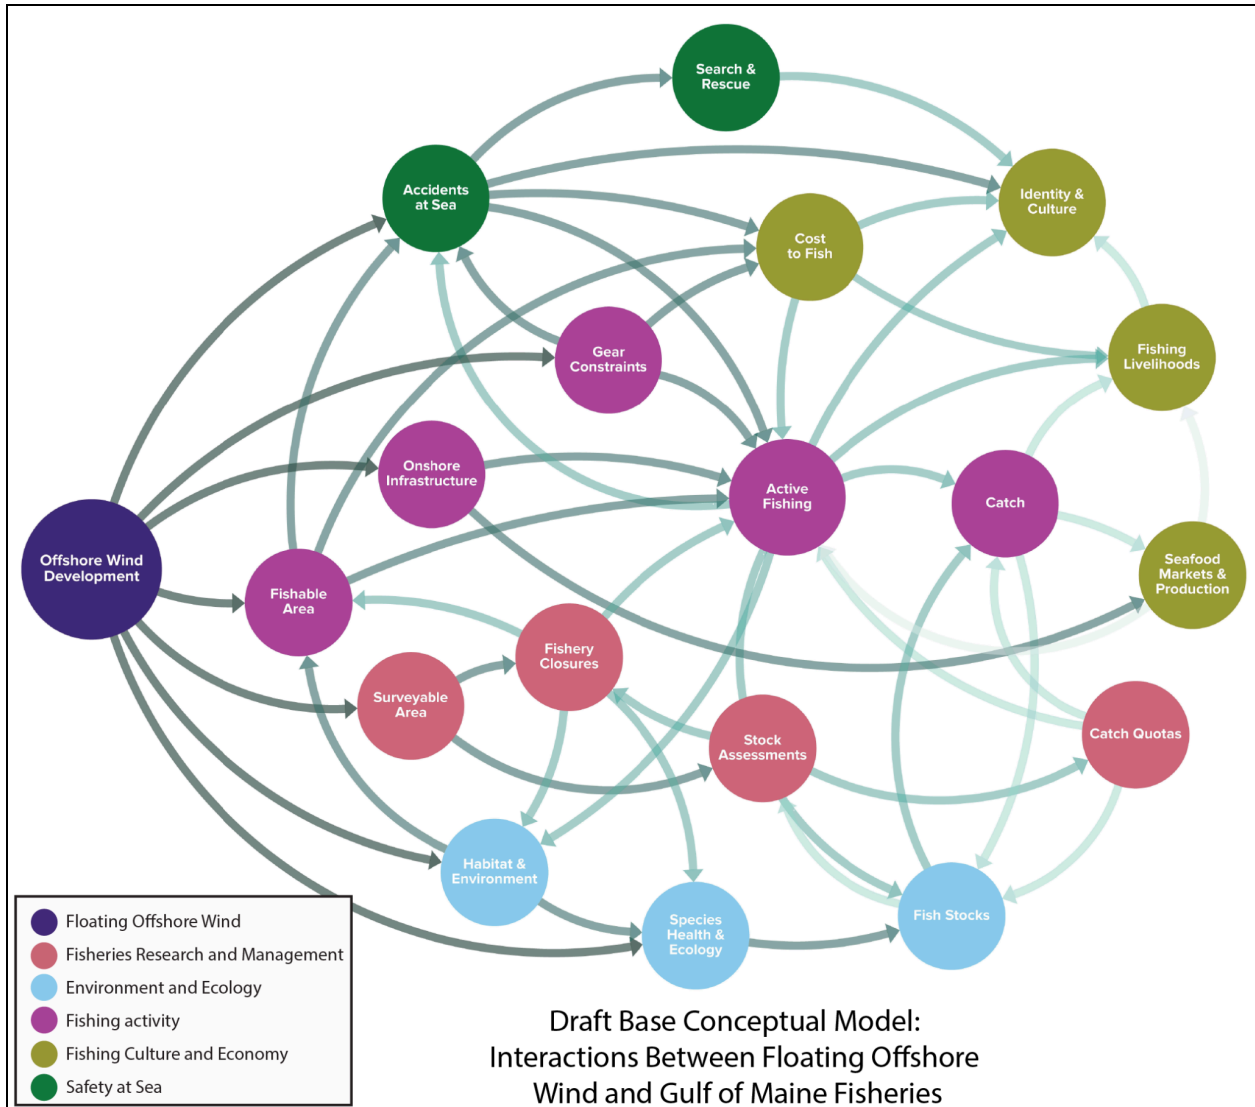 Search &
Rescue
Accidents
at Sea
Identity &
Culture
Cost
to Fish
Gear
Constraints
Fishing
Livelihoods
Onshore
Infrastructure
Active
Fishing
Catch
Offshore Wind
Development
Fishable
Area
Seafood
Markets &
Production
Fishery
Closures
Surveyable
Area
Stock
Assessments
Catch Quotas
Habitat &
Environment
Species
Health &
Ecology
Fish Stocks
Floating Offshore Wind
Fisheries Research and Management
Environment and Ecology
Fishing activity
Fishing Culture and Economy
Safety at Sea
Draft Base Conceptual Model:
Interactions Between Floating Offshore
Wind and Gulf of Maine Fisheries